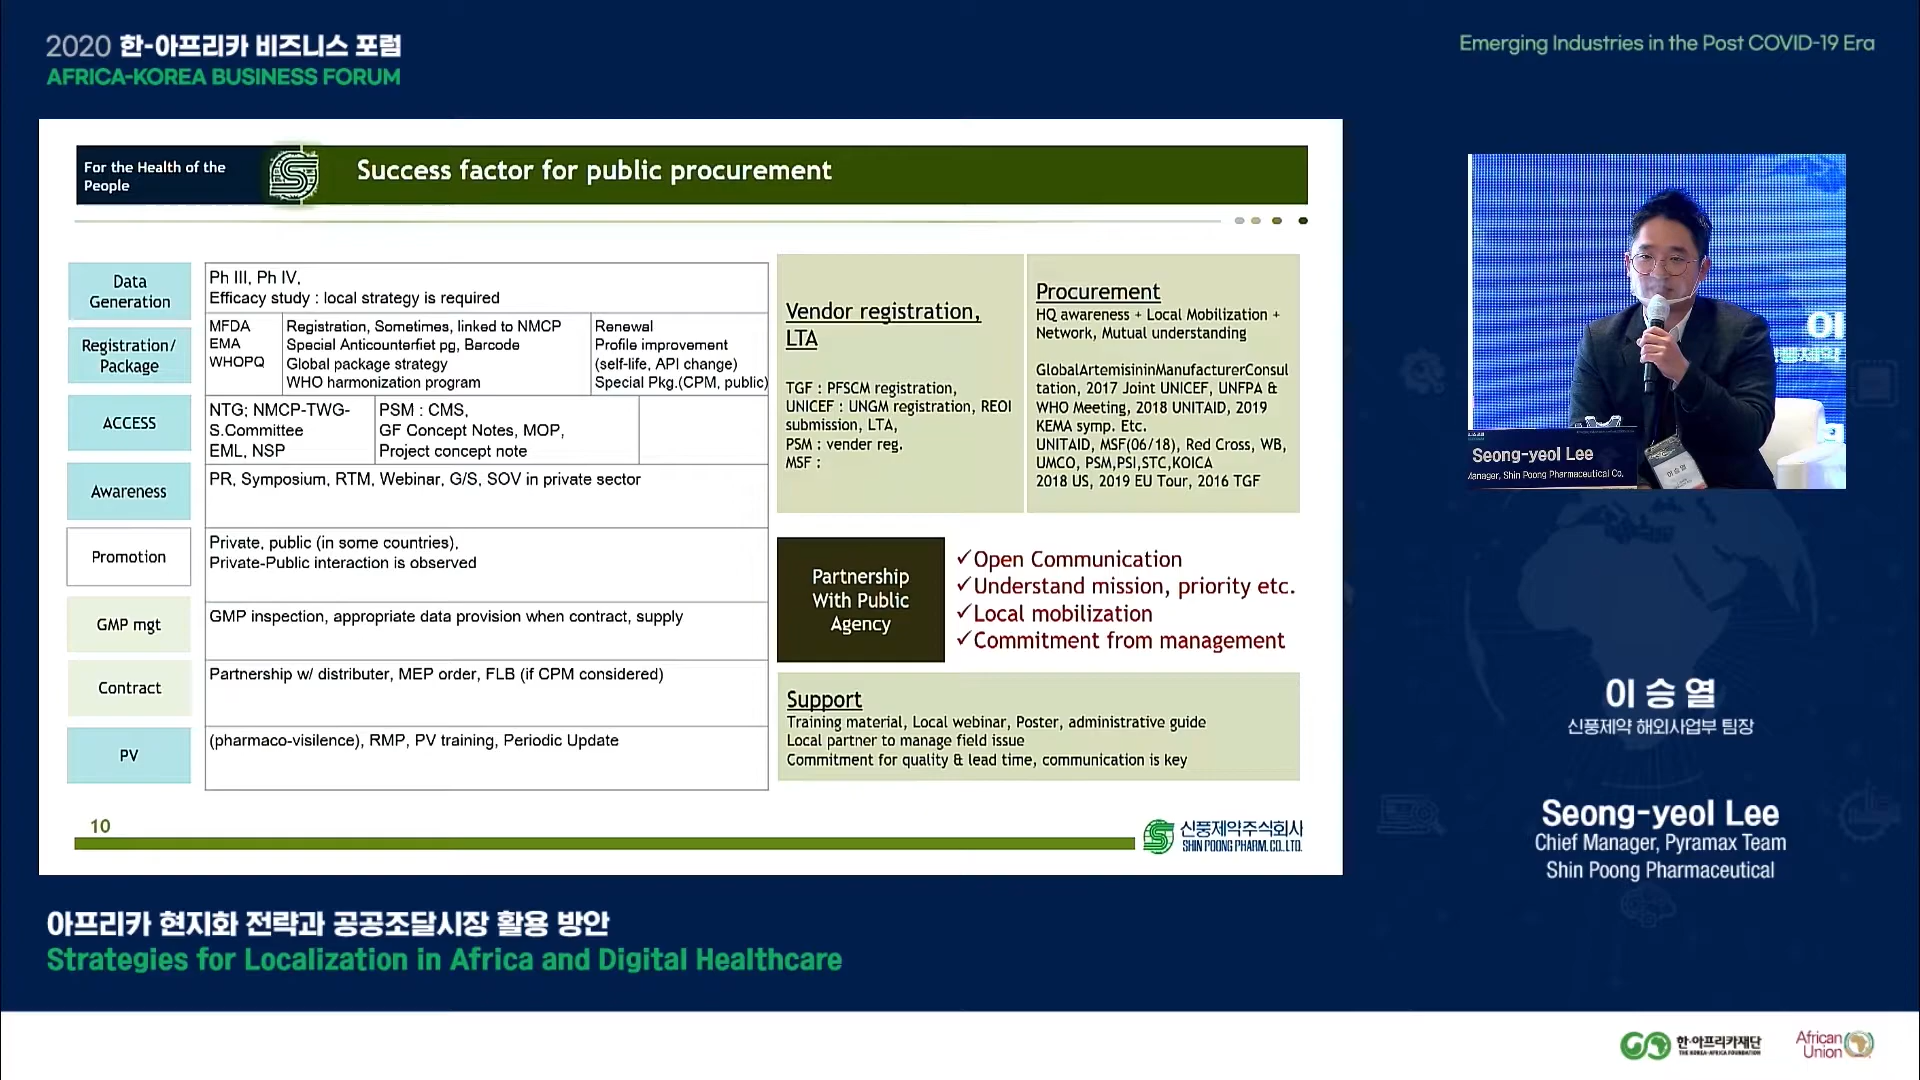 2020 한-아프리카 비즈니스 포럼
AFRICA-KOREA BUSINESS FORUM
Emerging Industries in the Post COVID-19 Era
For the Health of the
People
Success factor for public procurement
Data
Generation
Ph III, Ph IV,
Efficacy study : local strategy is required
Registration/
Package
MFDA
EMA
WHOPQ
Registration, Sometimes, linked to NMCP
Special Anticounterfiet pg, Barcode
Global package strategy
WHO harmonization program
Renewal
Profile improvement
(self-life, API change)
Special Pkg.(CPM, public)
ACCESS
NTG; NMCP-TWG-
S.Committee
EML, NSP
PSM : CMS,
GF Concept Notes, MOP,
Project concept note
Awareness
PR, Symposium, RTM, Webinar, G/S, SOV in private sector
Promotion
Private, public (in some countries),
Private-Public interaction is observed
GMP mgt
GMP inspection, appropriate data provision when contract, supply
Contract
Partnership w/ distributer, MEP order, FLB (if CPM considered)
PV
(pharmaco-visilence), RMP, PV training, Periodic Update
Vendor registration,
LTA
TGF : PFSCM registration,
UNICEF : UNGM registration, REOI
submission, LTA,
PSM : vender reg.
MSF :
Procurement
HQ awareness + Local Mobilization +
Network, Mutual understanding
GlobalArtemisininManufacturerConsul
tation, 2017 Joint UNICEF, UNFPA &
WHO Meeting, 2018 UNITAID, 2019
KEMA symp. Etc.
UNITAID, MSF(06/18), Red Cross, WB,
UMCO, PSM,PSI,STC,KOICA
2018 US, 2019 EU Tour, 2016 TGF
Partnership
With Public
Agency
✓Open Communication
✓Understand mission, priority etc.
✓Local mobilization
✓Commitment from management
Support
Training material, Local webinar, Poster, administrative guide
Local partner to manage field issue
Commitment for quality & lead time, communication is key
10
신풍제약주식회사
SHIN POONG PHARM. CO. LTD.
Seong-yeol Lee
Manager, Shin Poong Pharmaceutical Co.
이승열
이 승 열
신풍제약 해외사업부 팀장
Seong-yeol Lee
Chief Manager, Pyramax Team
Shin Poong Pharmaceutical
아프리카 현지화 전략과 공공조달시장 활용 방안
Strategies for Localization in Africa and Digital Healthcare
한·아프리카재단
THE KOREA-AFRICA FOUNDATION
African
Union